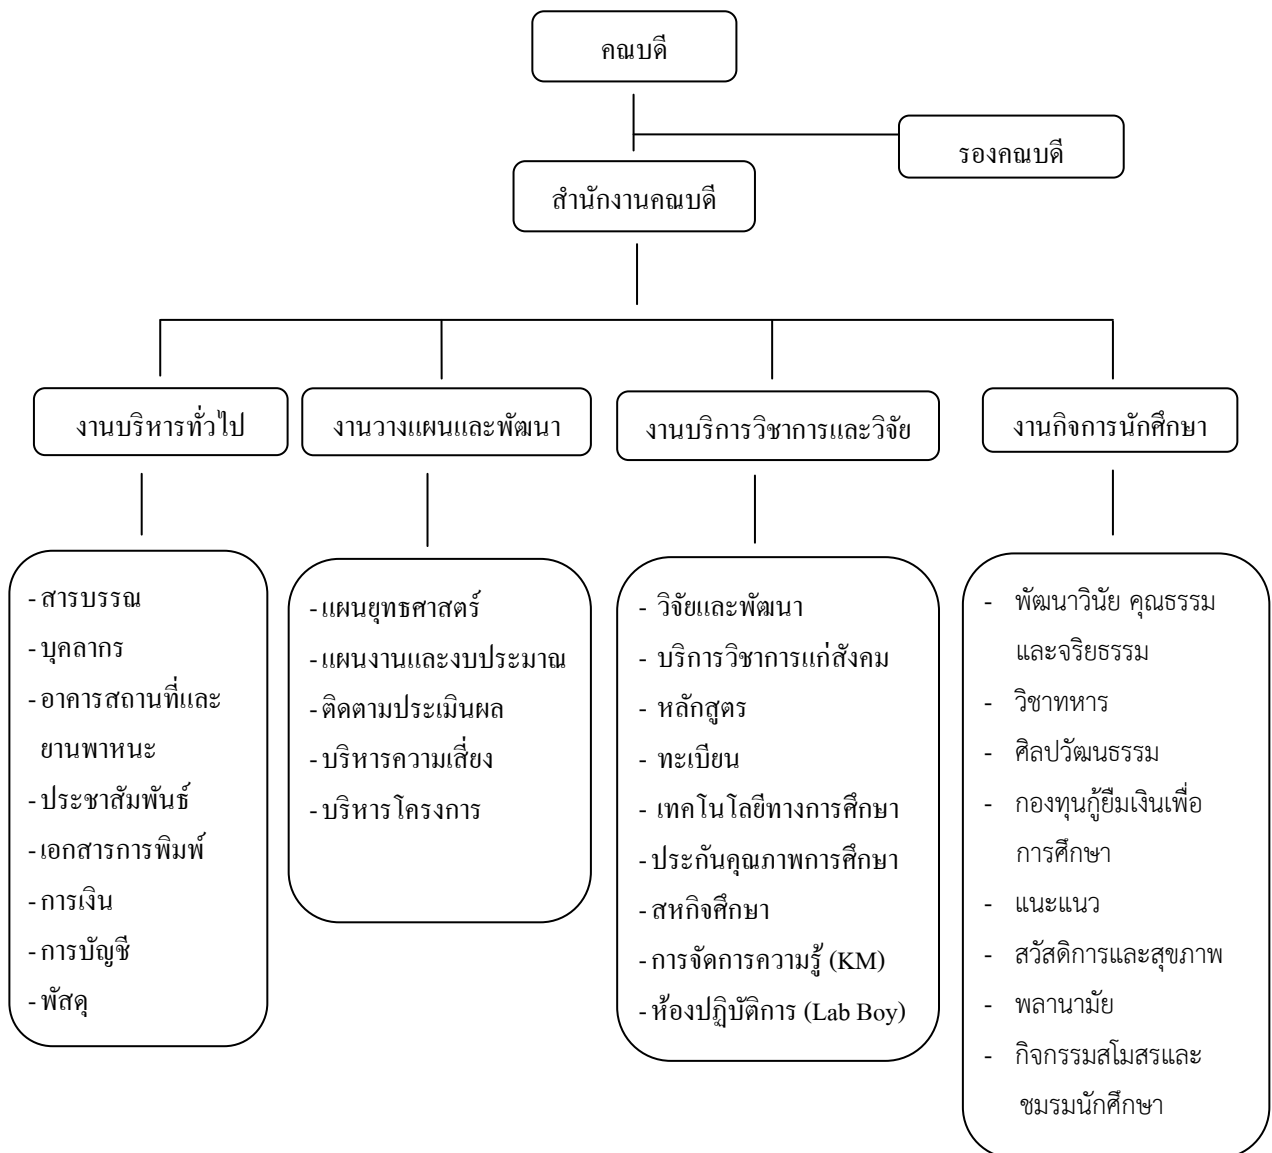 คณบดี
รองคณบดี
สำนักงานคณบดี
งานบริหารทั่วไป
งานวางแผนและพัฒนา
งานบริการวิชาการและวิจัย
งานกิจการนักศึกษา
- สารบรรณ
- บุคลากร
- อาคารสถานที่และ
ยานพาหนะ
- ประชาสัมพันธ์
- เอกสารการพิมพ์
- การเงิน
- การบัญชี
- พัสดุ
- แผนยุทธศาสตร์
- แผนงานและงบประมาณ
- ติดตามประเมินผล
- บริหารความเสี่ยง
- บริหารโครงการ
- วิจัยและพัฒนา
- บริการวิชาการแก่สังคม
- หลักสูตร
- ทะเบียน
- เทคโนโลยีทางการศึกษา
- ประกันคุณภาพการศึกษา
- สหกิจศึกษา
- การจัดการความรู้ (KM)
- ห้องปฏิบัติการ (Lab Boy)
- พัฒนาวินัย คุณธรรม
และจริยธรรม
- วิชาทหาร
- ศิลปวัฒนธรรม
- กองทุนกู้ยืมเงินเพื่อ
การศึกษา
- แนะแนว
- สวัสดิการและสุขภาพ
- พลานามัย
- กิจกรรมสโมสรและ
ชมรมนักศึกษา